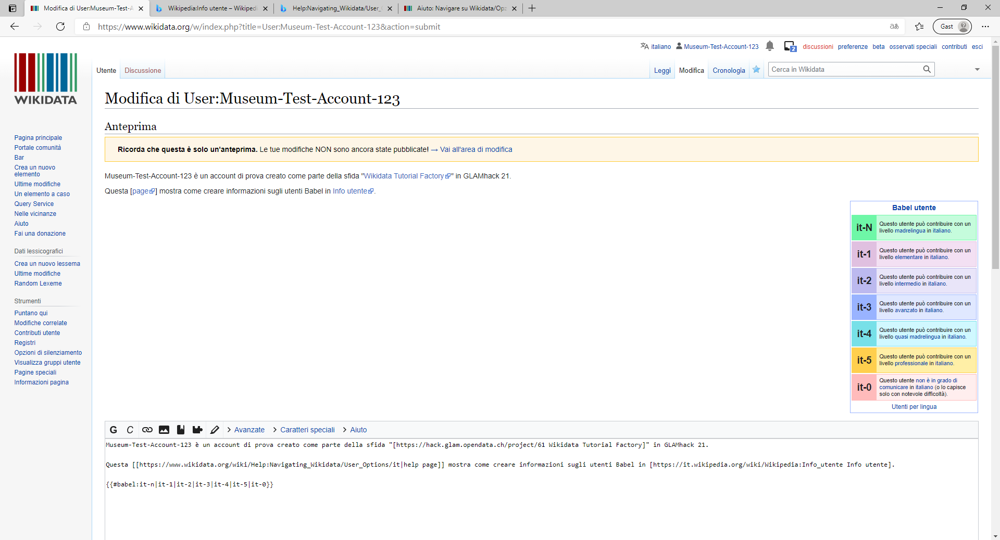 Modifica di User:Museum-Test-A
Wikipedia:Info utente – Wikiped
Help:Navigating_Wikidata/User_
Aiuto: Navigare su Wikidata/Opz
https://www.wikidata.org/w/index.php?title=User:Museum-Test-Account-123&action=submit
aあ
Gast
italiano
Museum-Test-Account-123
2
discussioni
preferenze
beta
osservati speciali
contributi
esci
WIKIDATA
Utente
Discussione
Leggi
Modifica
Cronologia
Cerca in Wikidata
Modifica di User:Museum-Test-Account-123
Anteprima
Ricorda che questa è solo un'anteprima. Le tue modifiche NON sono ancora state pubblicate! → Vai all'area di modifica
Museum-Test-Account-123 è un account di prova creato come parte della sfida "Wikidata Tutorial Factory" in GLAMhack 21.
Questa [page] mostra come creare informazioni sugli utenti Babel in Info utente.
Pagina principale
Portale comunità
Bar
Crea un nuovo
elemento
Ultime modifiche
Un elemento a caso
Query Service
Nelle vicinanze
Aiuto
Fai una donazione
Dati lessicografici
Crea un nuovo lessema
Ultime modifiche
Random Lexeme
Strumenti
Puntano qui
Modifiche correlate
Contributi utente
Registri
Opzioni di silenziamento
Visualizza gruppi utente
Pagine speciali
Informazioni pagina
Babel utente
it-N
Questo utente può contribuire con un
livello madrelingua in italiano.
it-1
Questo utente può contribuire con un
livello elementare in italiano.
it-2
Questo utente può contribuire con un
livello intermedio in italiano.
it-3
Questo utente può contribuire con un
livello avanzato in italiano.
it-4
Questo utente può contribuire con un
livello quasi madrelingua in italiano.
it-5
Questo utente può contribuire con un
livello professionale in italiano.
it-0
Questo utente non è in grado di
comunicare in italiano (o lo capisce
solo con notevole difficoltà).
Utenti per lingua
G
C
Avanzate
Caratteri speciali
Aiuto
Museum-Test-Account-123 è un account di prova creato come parte della sfida "[https://hack.glam.opendata.ch/project/61 Wikidata Tutorial Factory]" in GLAMhack 21.
Questa [[https://www.wikidata.org/wiki/Help:Navigating_Wikidata/User_Options/it|help page]] mostra come creare informazioni sugli utenti Babel in [https://it.wikipedia.org/wiki/Wikipedia:Info_utente Info utente].
{{#babel:it-n|it-1|it-2|it-3|it-4|it-5|it-0}}